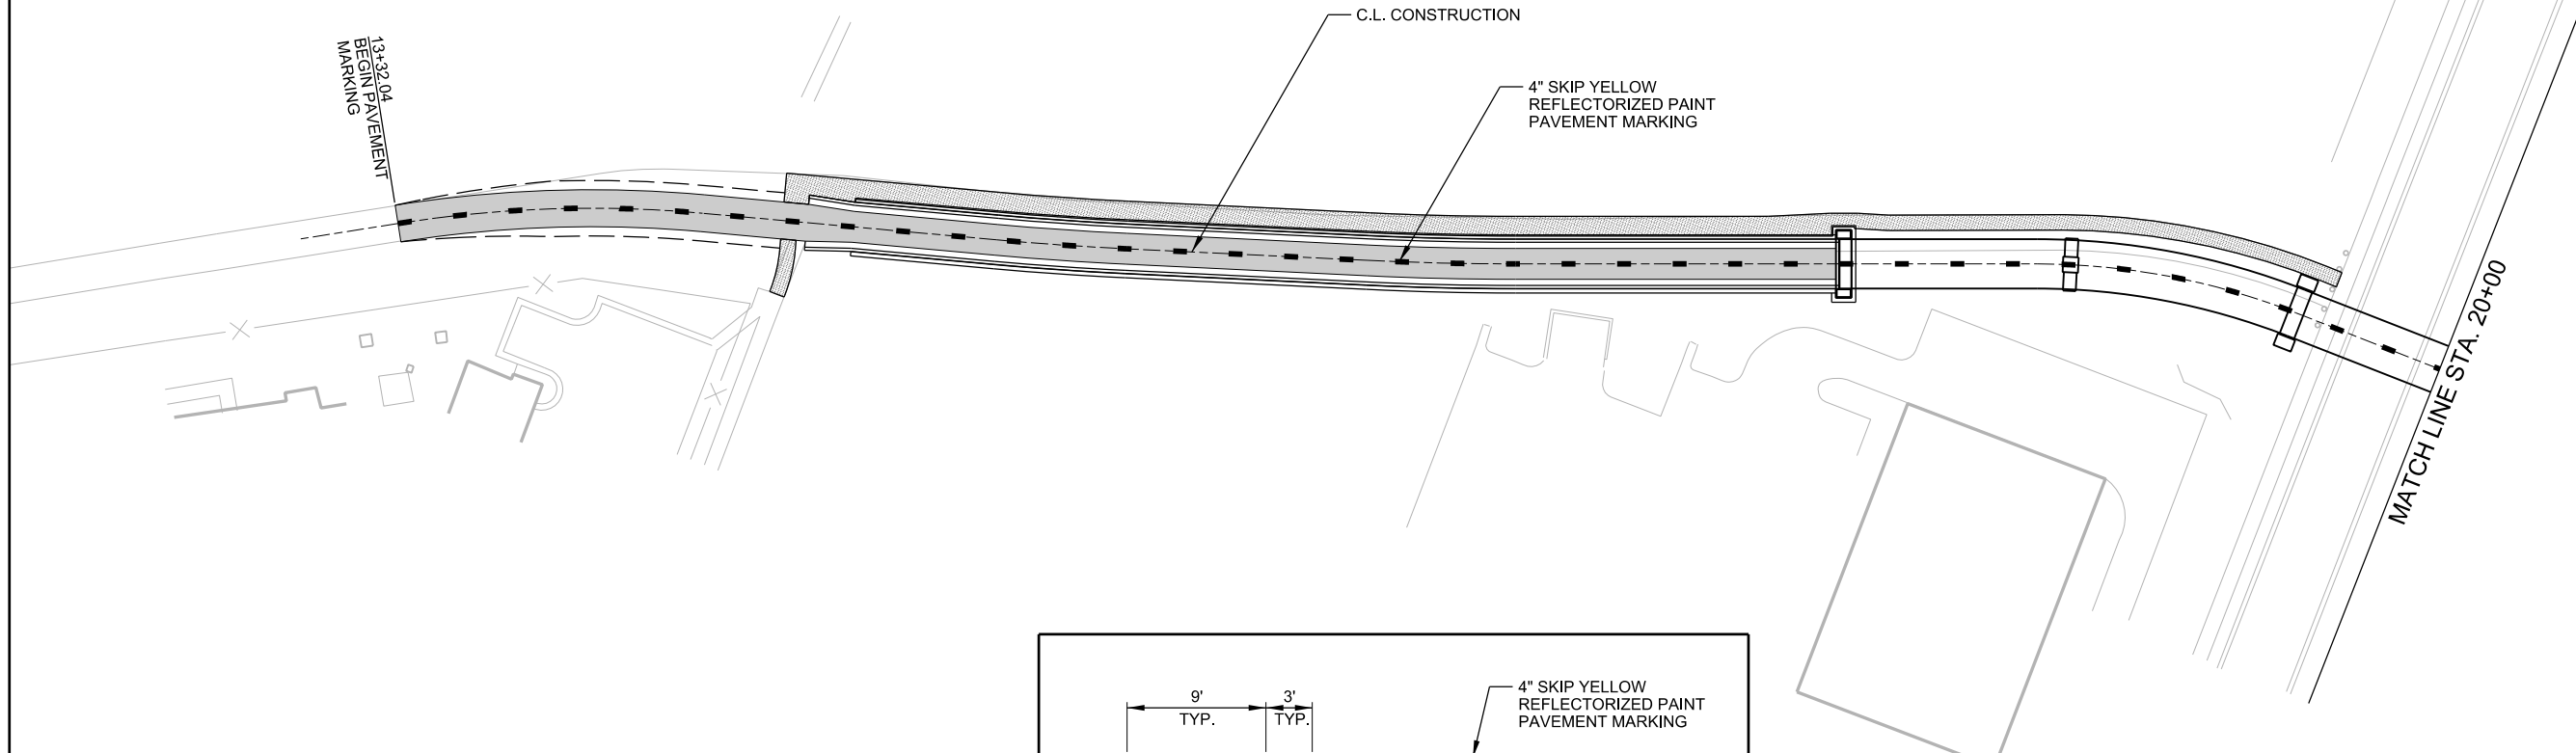 C.L. CONSTRUCTION
13+32.04
BEGIN PAVEMENT
MARKING
4" SKIP YELLOW
REFLECTORIZED PAINT
PAVEMENT MARKING
MATCH LINE STA. 20+00
9'
TYP.
3'
TYP.
4" SKIP YELLOW
REFLECTORIZED PAINT
PAVEMENT MARKING